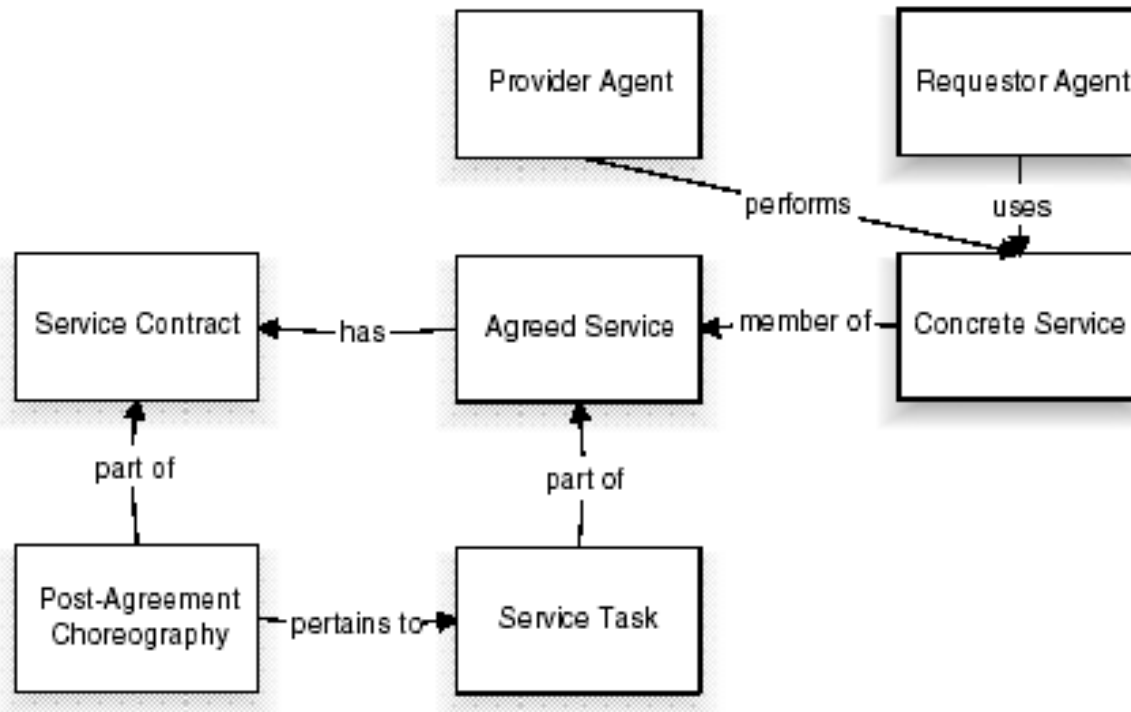 Provider Agent
Requestor Agent
performs
uses
Service Contract
has
Agreed Service
member of
Concrete Service
part of
part of
Post-Agreement
Choreography
pertains to
Service Task